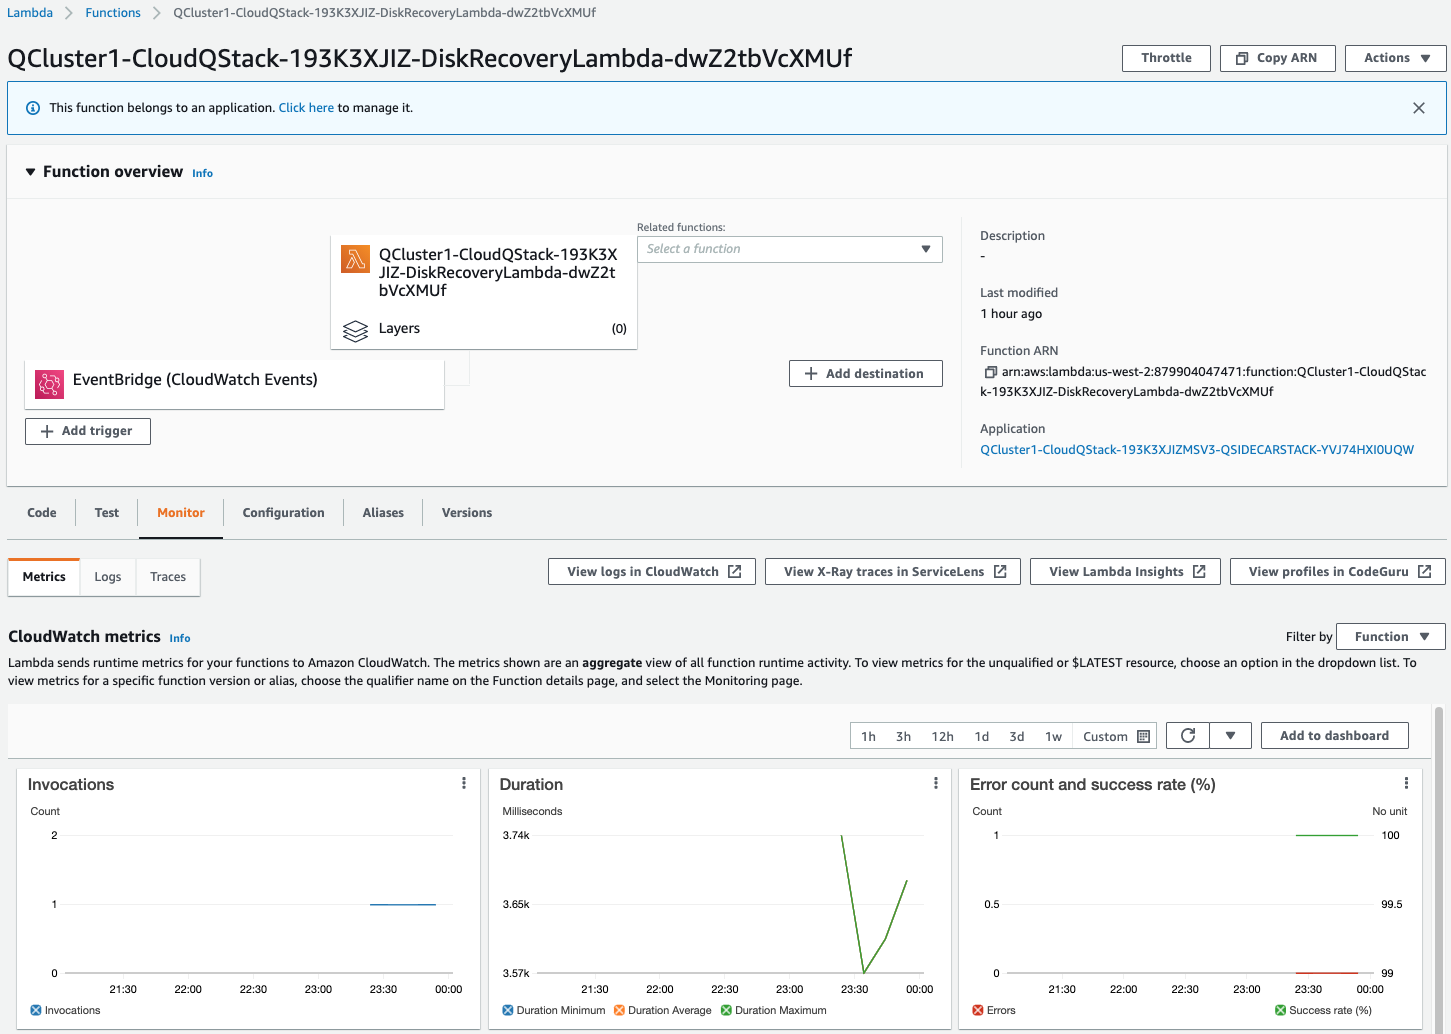 Lambda > Functions > QCluster1-CloudQStack-193K3XJIZ-DiskRecoveryLambda-dwZ2tbVcXMUf
QCluster1-CloudQStack-193K3XJIZ-DiskRecoveryLambda-dwZ2tbVcXMUf
Throttle
Copy ARN
Actions
This function belongs to an application. Click here to manage it.
Function overview Info
QCluster1-CloudQStack-193K3X
JIZ-DiskRecoveryLambda-dwZ2t
bVcXMUf
Layers (0)
Related functions:
Select a function
EventBridge (CloudWatch Events)
Add trigger
Add destination
Description
-
Last modified
1 hour ago
Function ARN
arn:aws:lambda:us-west-2:879904047471:function:QCluster1-CloudQStac
k-193K3XJIZ-DiskRecoveryLambda-dwZ2tbVcXMUf
Application
QCluster1-CloudQStack-193K3XJIZMSV3-QSIDECARSTACK-YVJ74HXI0UQW
Code
Test
Monitor
Configuration
Aliases
Versions
Metrics
Logs
Traces
View logs in CloudWatch
View X-Ray traces in ServiceLens
View Lambda Insights
View profiles in CodeGuru
CloudWatch metrics Info
Filter by Function
Lambda sends runtime metrics for your functions to Amazon CloudWatch. The metrics shown are an aggregate view of all function runtime activity. To view metrics for the unqualified or $LATEST resource, choose an option in the dropdown list. To
view metrics for a specific function version or alias, choose the qualifier name on the Function details page, and select the Monitoring page.
1h 3h 12h 1d 3d 1w Custom
Add to dashboard
Invocations
Count
2
1
0
21:30 22:00 22:30 23:00 23:30 00:00
Invocations
Duration
Milliseconds
3.74k
3.65k
3.57k
21:30 22:00 22:30 23:00 23:30 00:00
Duration Minimum Duration Average Duration Maximum
Error count and success rate (%)
Count No unit
1 100
0.5 99.5
0 99
21:30 22:00 22:30 23:00 23:30 00:00
Errors Success rate (%)